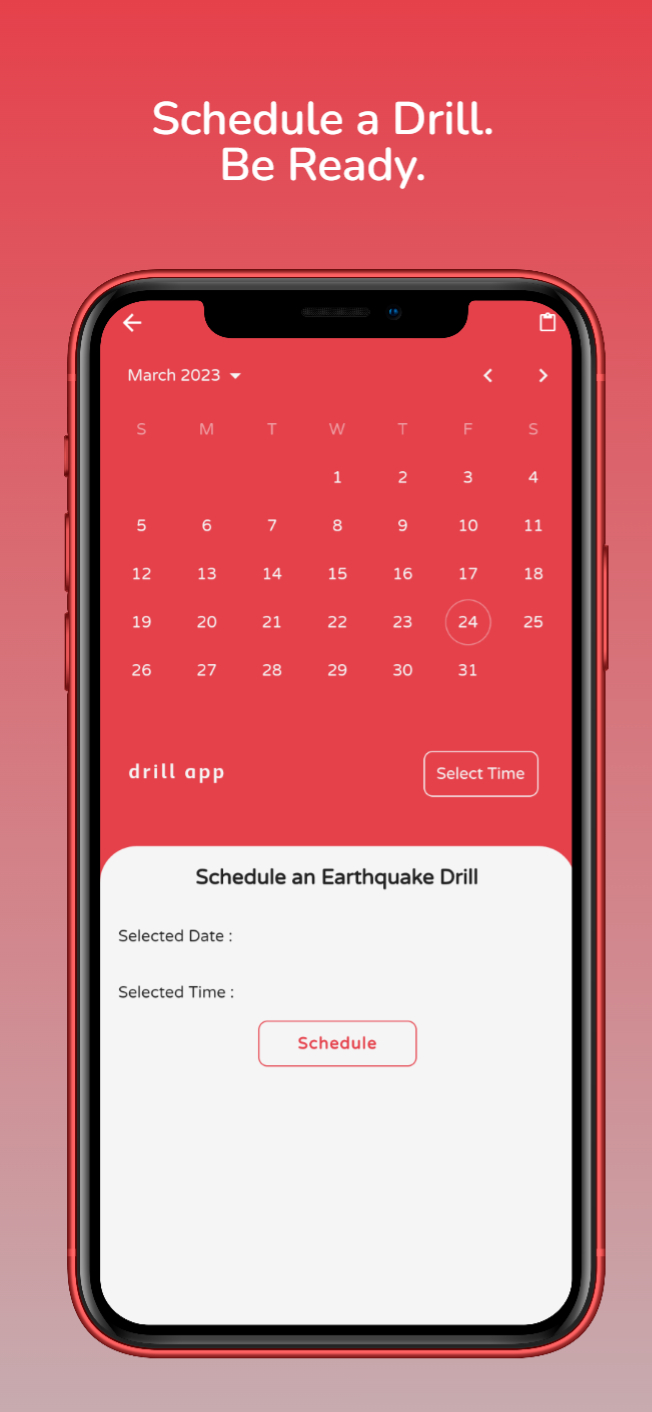 Schedule a Drill.
Be Ready.
March 2023
S M T W T F S
1 2 3 4
5 6 7 8 9 10 11
12 13 14 15 16 17 18
19 20 21 22 23 24 25
26 27 28 29 30 31
drill app
Select Time
Schedule an Earthquake Drill
Selected Date :
Selected Time :
Schedule